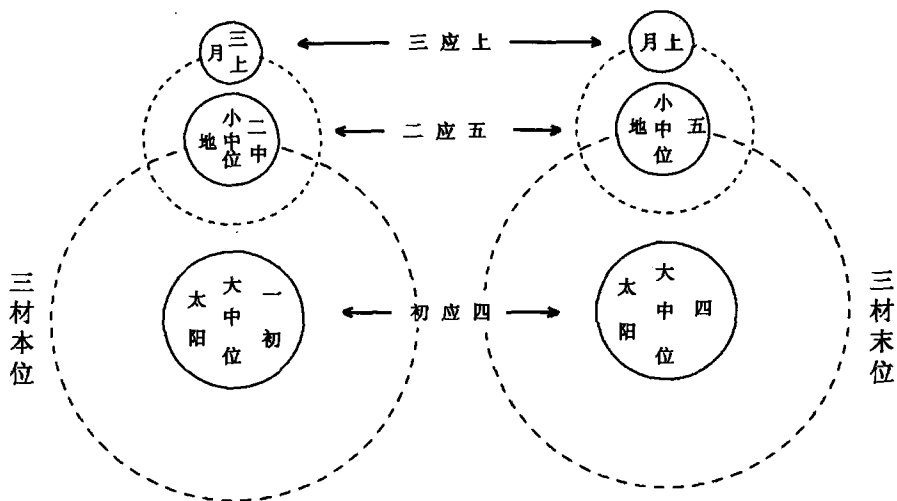 月 三上
三应上
月上
地 小中位 二中
二应五
地 小中位 五
三材本位
太阳 大中位 一初
初应四
太阳 大中位 四
三材末位